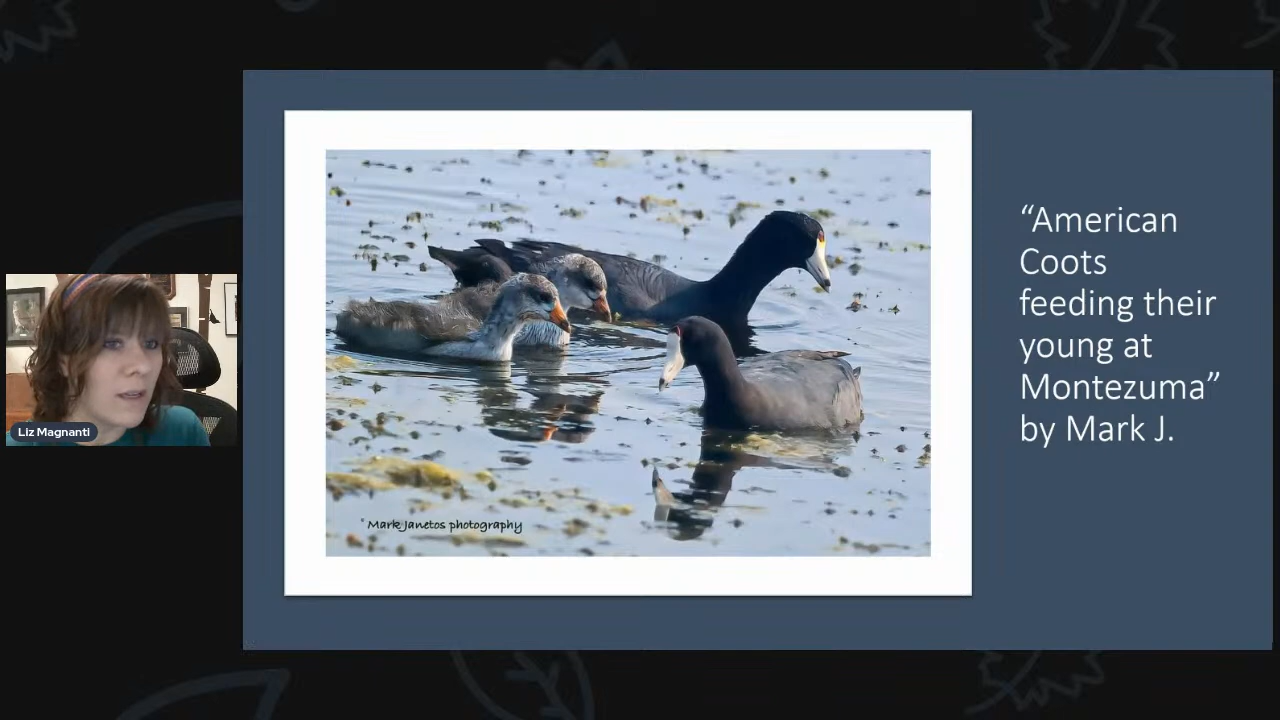 “American
Coots
feeding their
young at
Montezuma”
by Mark J.
Mark Janetos photography
Liz Magnanti